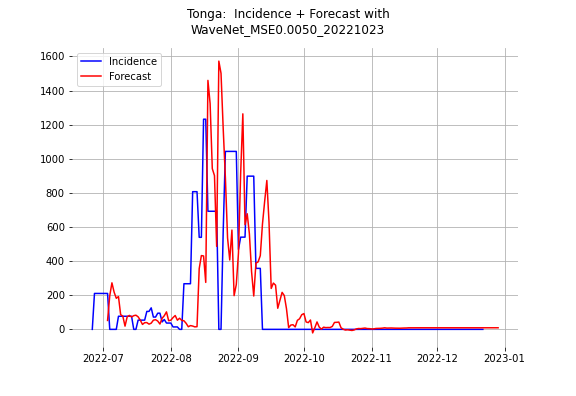 Tonga:  Incidence + Forecast with
WaveNet_MSE0.0050_20221023
Incidence
Forecast
1600
1400
1200
1000
800
600
400
200
0
2022-07 2022-08 2022-09 2022-10 2022-11 2022-12 2023-01